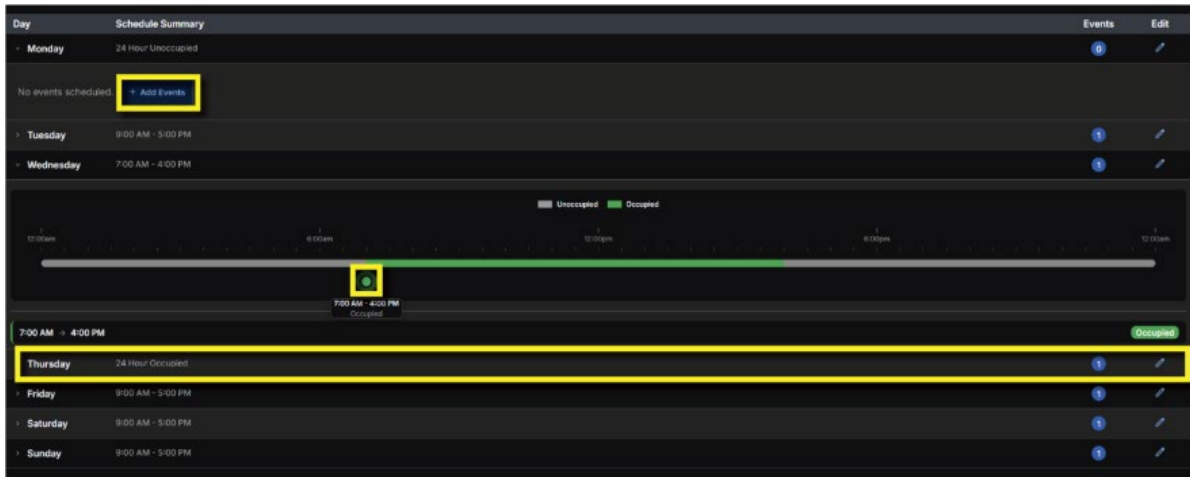 Day Schedule Summary Events Edit
Monday 24 Hour Unoccupied 0
No events scheduled. + Add Events
Tuesday 9:00 AM - 5:00 PM 1
Wednesday 7:00 AM - 4:00 PM 1
Unoccupied Occupied
12:00am 6:00am 12:00pm 6:00pm 12:00am
7:00 AM - 4:00 PM
Occupied
7:00 AM → 4:00 PM Occupied
Thursday 24 Hour Occupied 1
Friday 9:00 AM - 5:00 PM 1
Saturday 9:00 AM - 5:00 PM 1
Sunday 9:00 AM - 5:00 PM 1